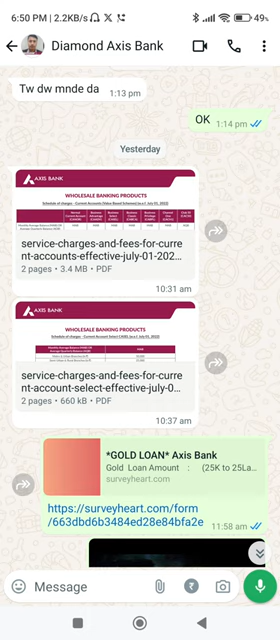 6:50 PM | 2.2KB/s
49
Diamond Axis Bank
Tw dw mnde da 1:13 pm
OK 1:14 pm
Yesterday
AXIS BANK
WHOLESALE BANKING PRODUCTS
service-charges-and-fees-for-curre
nt-accounts-effective-july-01-202...
2 pages • 3.4 MB • PDF
10:31 am
AXIS BANK
WHOLESALE BANKING PRODUCTS
service-charges-and-fees-for-curre
nt-account-select-effective-july-0...
2 pages • 660 kB • PDF
10:37 am
*GOLD LOAN* Axis Bank
Gold Loan Amount : (25K to 25La...
surveyheart.com
https://surveyheart.com/form
/663dbd6b3484ed28e84bfa2e
11:58 am
Message